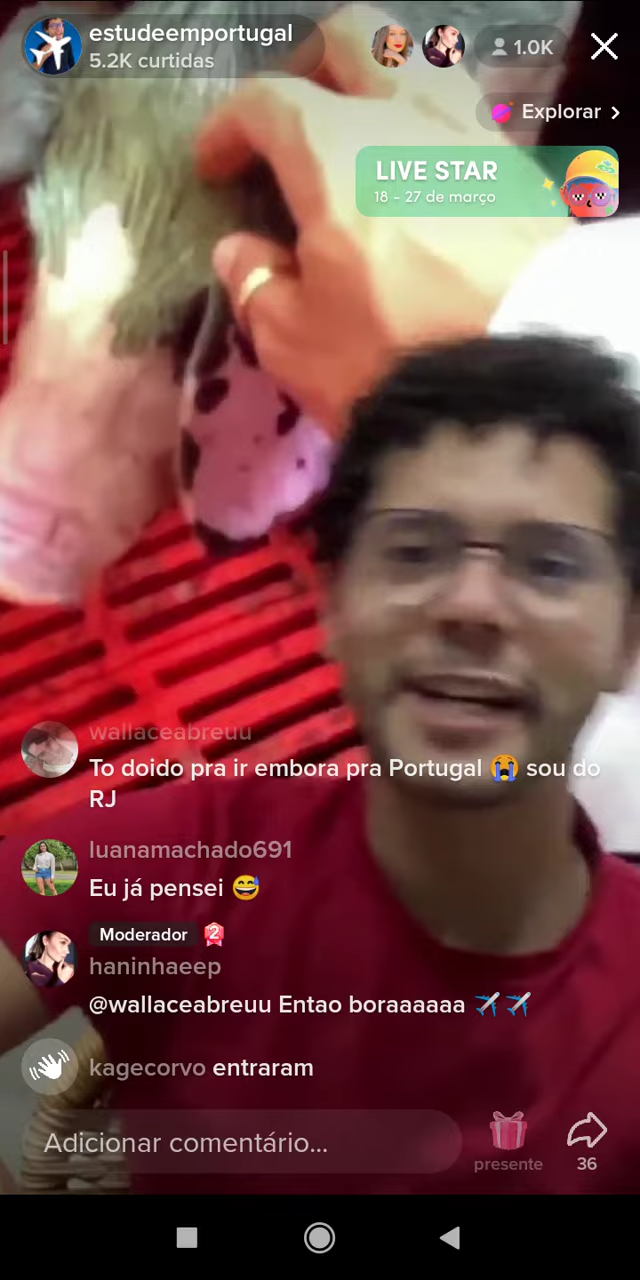 estudeemportugal
5.2K curtidas
1.0K
Explorar
LIVE STAR
18 – 27 de março
wallaceabreuu
To doido pra ir embora pra Portugal 😭 sou do
RJ
luanamachado691
Eu já pensei 😅
Moderador 2
haninhaeep
@wallaceabreuu Entao boraaaaaa ✈️ ✈️
kagecorvo entraram
Adicionar comentário...
presente
36